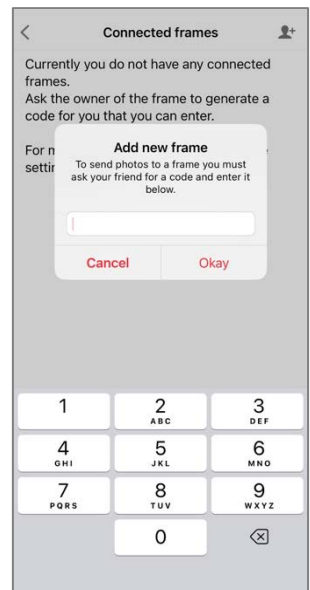 Connected frames
Currently you do not have any connected
frames.
Ask the owner of the frame to generate a
code for you that you can enter.
For m
settin
Add new frame
To send photos to a frame you must
ask your friend for a code and enter it
below.
Cancel Okay
1 2 3
ABC DEF
4 5 6
GHI JKL MNO
7 8 9
PQRS TUV WXYZ
0